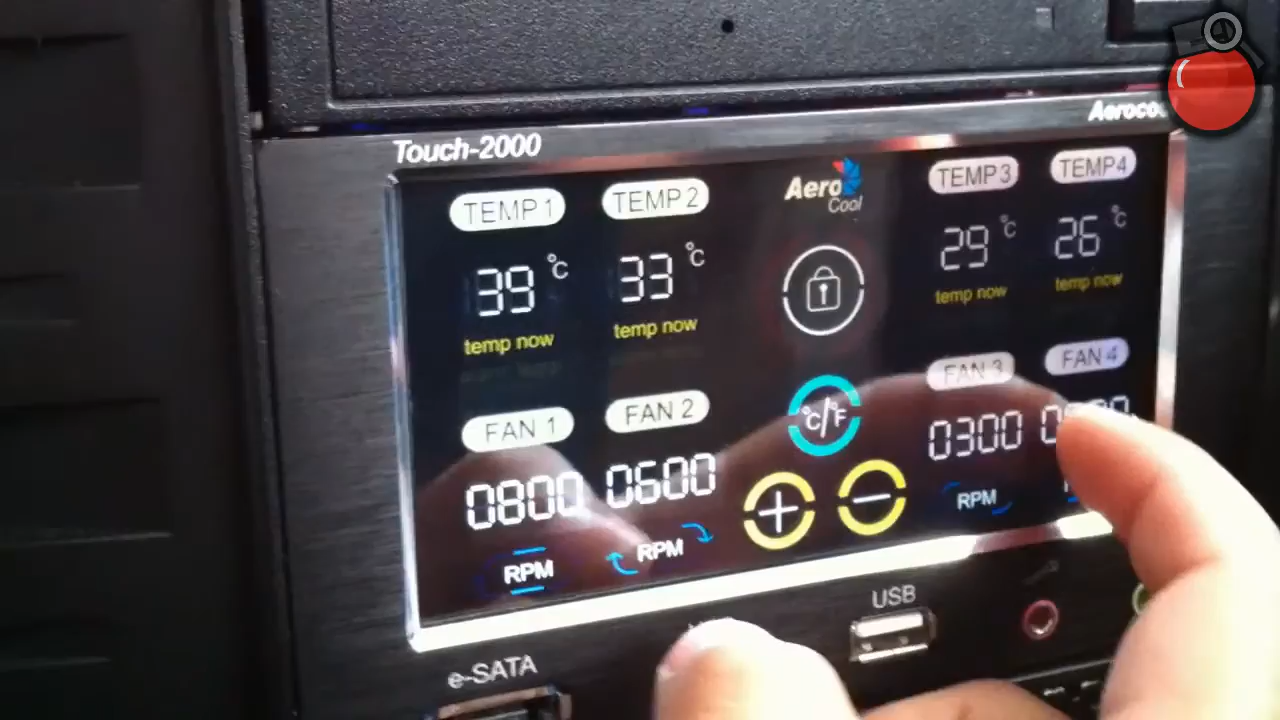 Touch-2000
Aerocoo
TEMP 1
TEMP 2
Aero
Cool
TEMP 3
TEMP 4
39 °C
33 °C
29 °C
26 °C
temp now
temp now
temp now
temp now
FAN 1
FAN 2
°C/°F
FAN 3
FAN 4
0800
0600
+
−
0300
RPM
RPM
RPM
e-SATA
USB